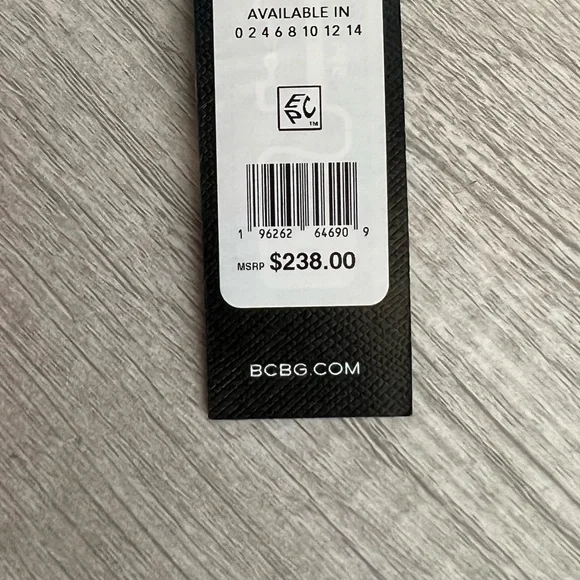 AVAILABLE IN
0 2 4 6 8 10 12 14
EPC™
1 96262 64690 9
MSRP $238.00
BCBG.COM